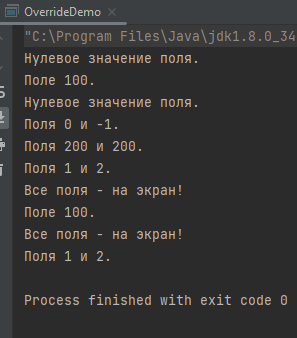 OverrideDemo ×
"C:\Program Files\Java\jdk1.8.0_34
Нулевое значение поля.
Поле 100.
Нулевое значение поля.
Поля 0 и -1.
Поля 200 и 200.
Поля 1 и 2.
Все поля - на экран!
Поле 100.
Все поля - на экран!
Поля 1 и 2.
Process finished with exit code 0